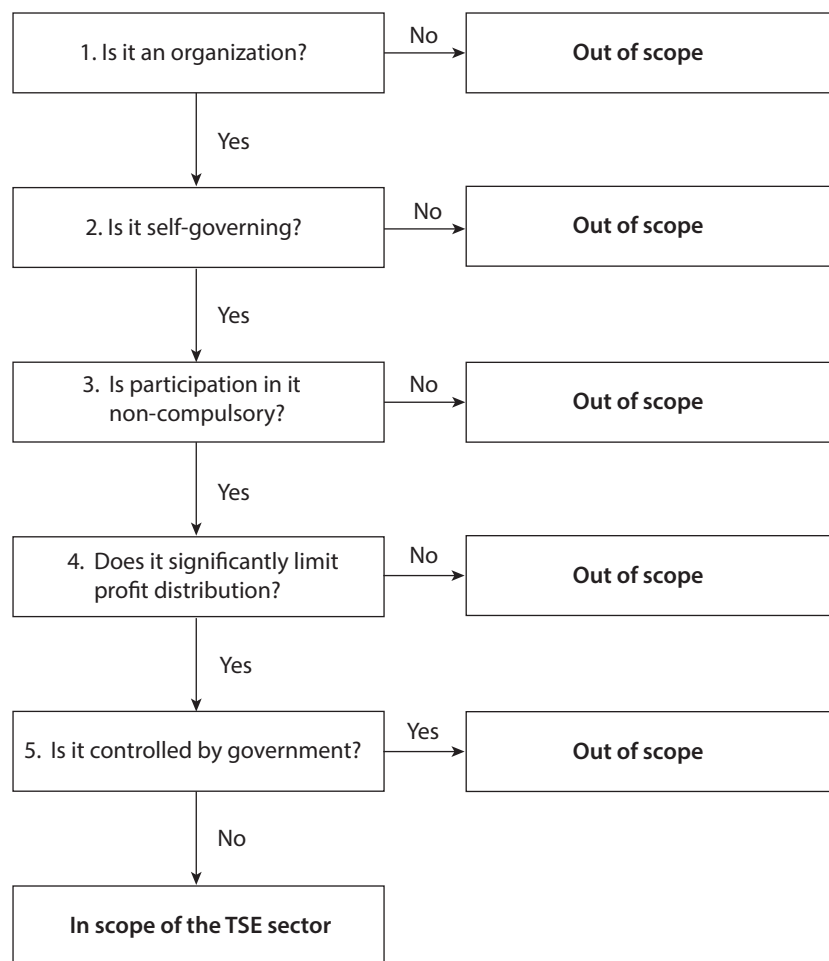 1. Is it an organization?
No
Out of scope
Yes
2. Is it self-governing?
No
Out of scope
Yes
3. Is participation in it
non-compulsory?
No
Out of scope
Yes
4. Does it significantly limit
profit distribution?
No
Out of scope
Yes
5. Is it controlled by government?
Yes
Out of scope
No
In scope of the TSE sector